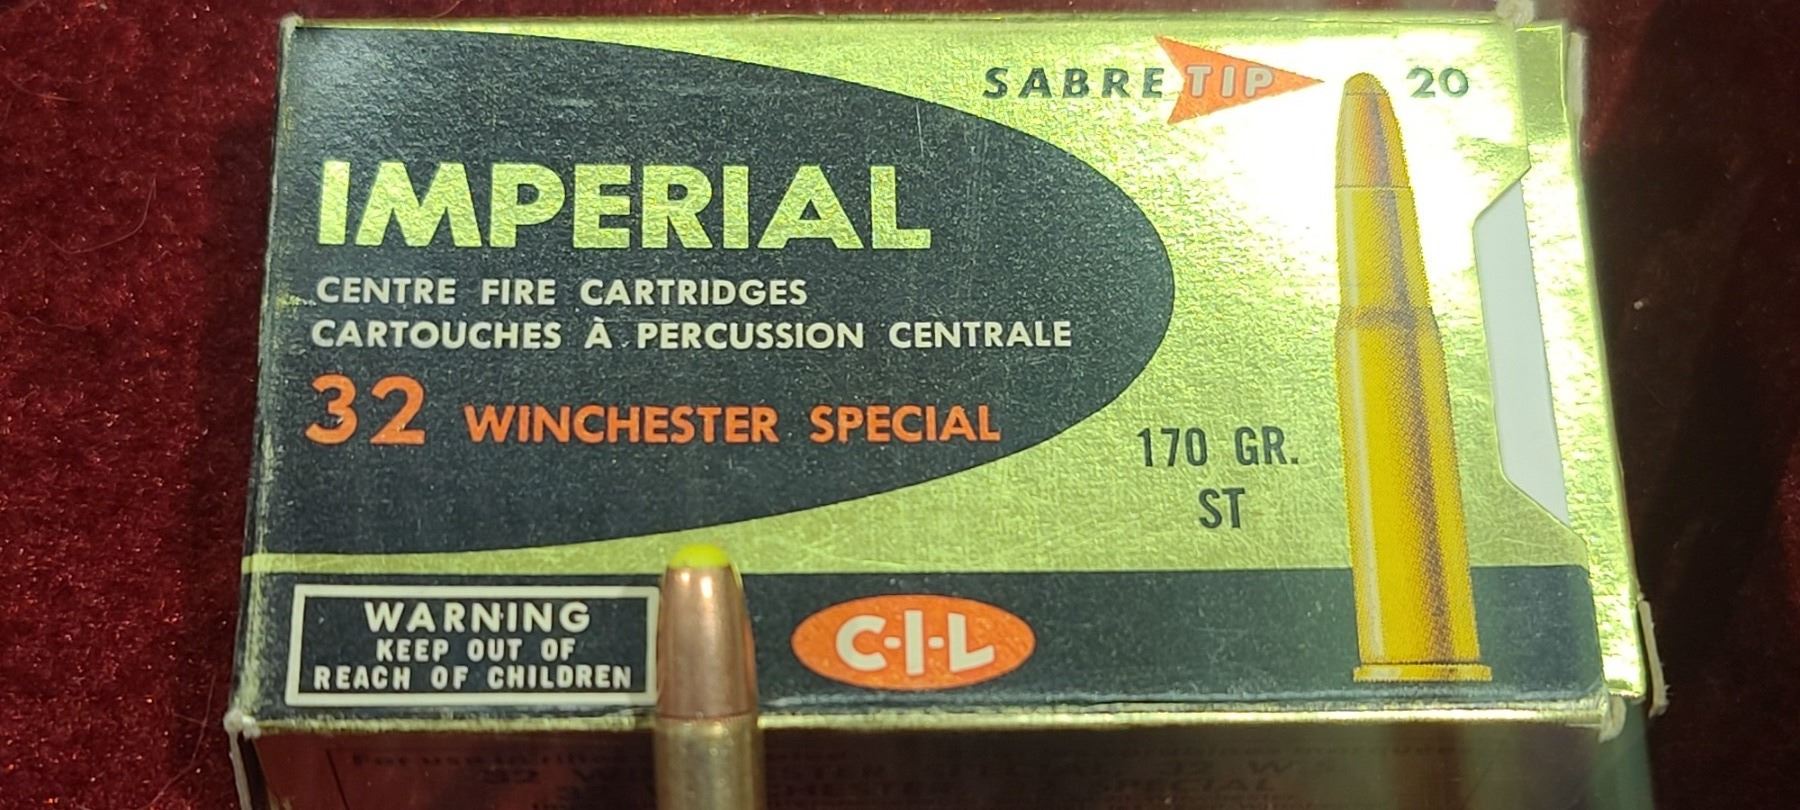 SABRE TIP 20
IMPERIAL
CENTRE FIRE CARTRIDGES
CARTOUCHES À PERCUSSION CENTRALE
32 WINCHESTER SPECIAL
170 GR.
ST
WARNING
KEEP OUT OF
REACH OF CHILDREN
C·I·L